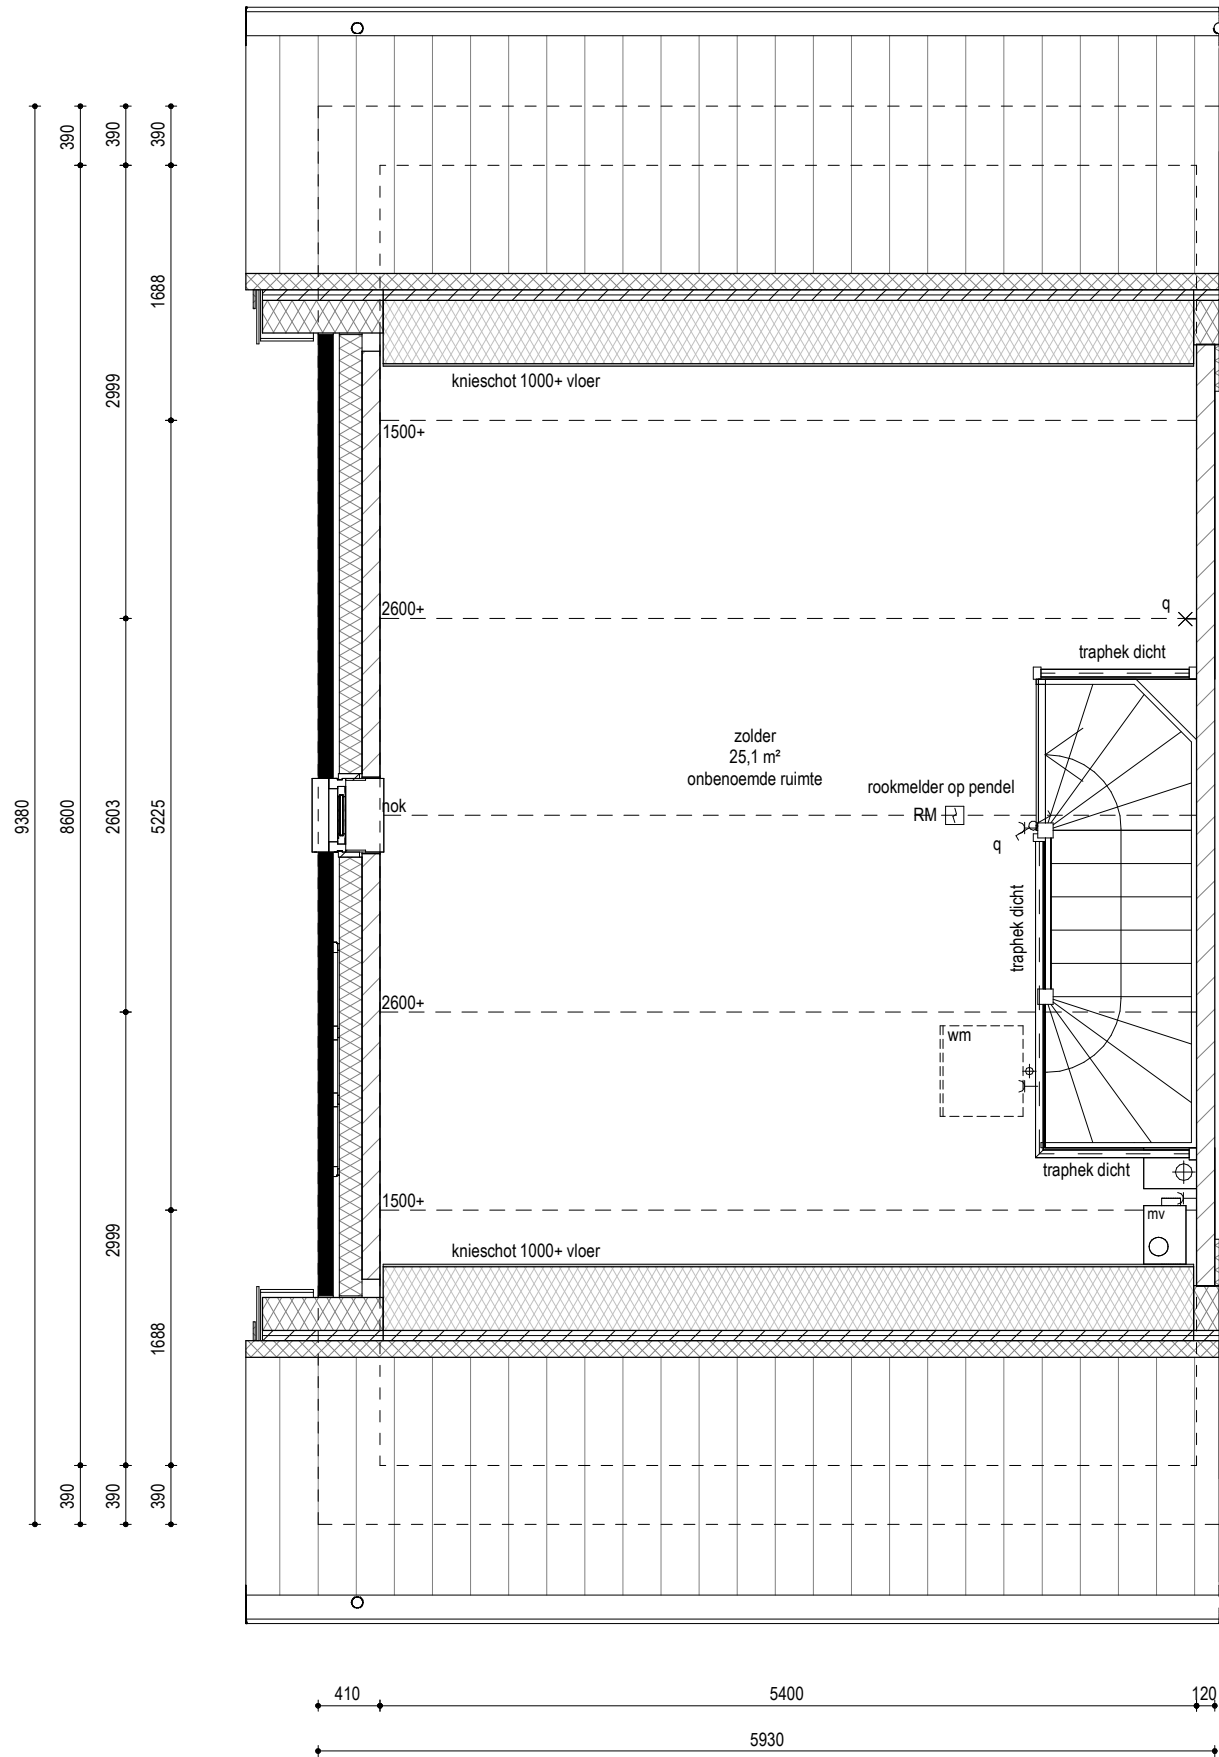 390
390
390
1688
2999
9380
8600
2603
5225
2999
1688
390
390
390
knieschot 1000+ vloer
1500+
2600+
q
traphek dicht
zolder
25,1 m²
onbenoemde ruimte
rookmelder op pendel
nok
RM
q
traphek dicht
2600+
wm
traphek dicht
1500+
mv
knieschot 1000+ vloer
410
5400
120
5930